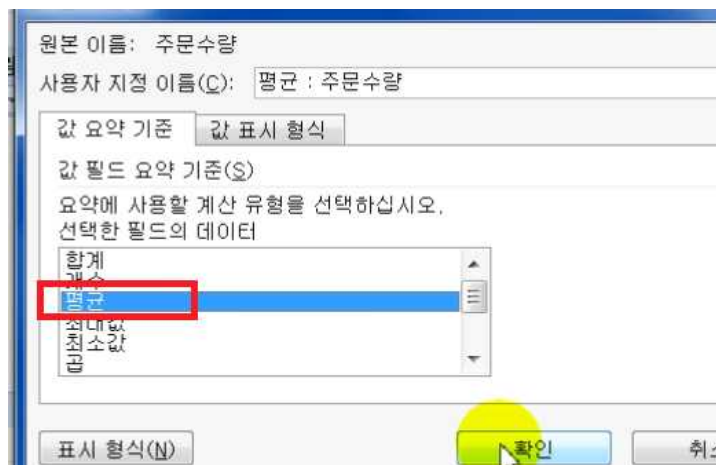 원본 이름: 주문수량
사용자 지정 이름(C): 평균 : 주문수량
값 요약 기준 값 표시 형식
값 필드 요약 기준(S)
요약에 사용할 계산 유형을 선택하십시오.
선택한 필드의 데이터
합계
개수
평균
최대값
최소값
곱
표시 형식(N) 확인